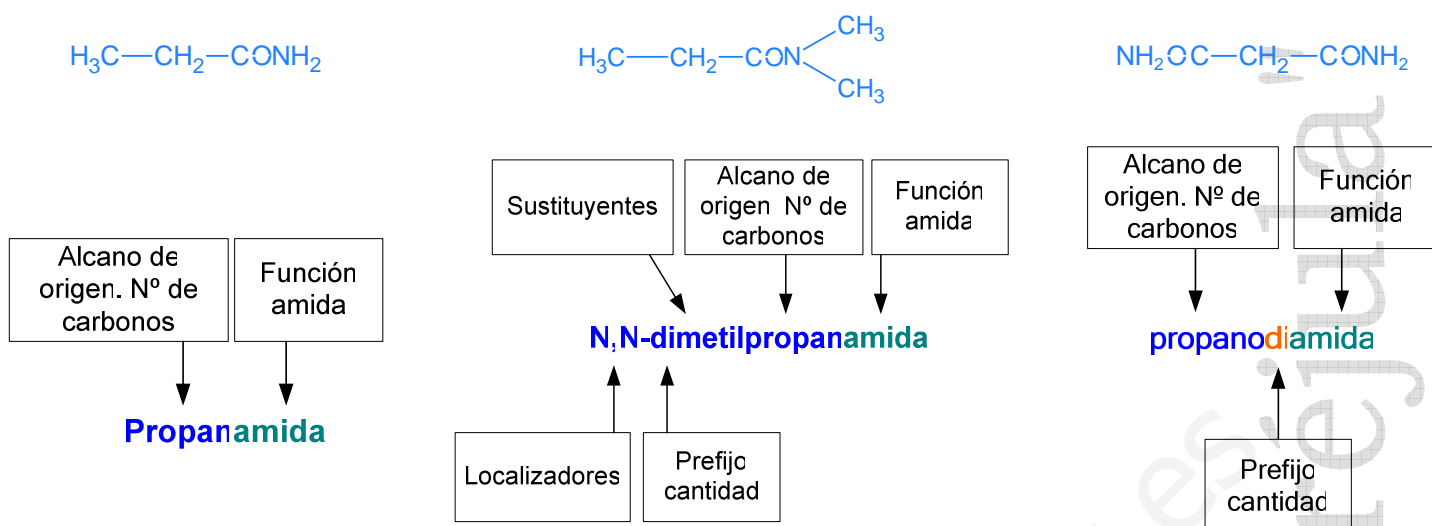 H₃C—CH₂—CONH₂
H₃C—CH₂—CON
CH₃
CH₃
NH₂OC—CH₂—CONH₂
Alcano de
origen. Nº de
carbonos
Función
amida
Propanamida
Sustituyentes
Alcano de
origen Nº de
carbonos
Función
amida
N,N-dimetilpropanamida
Localizadores
Prefijo
cantidad
Alcano de
origen. Nº de
carbonos
Función
amida
propanodiamida
Prefijo
cantidad
es
rejula"